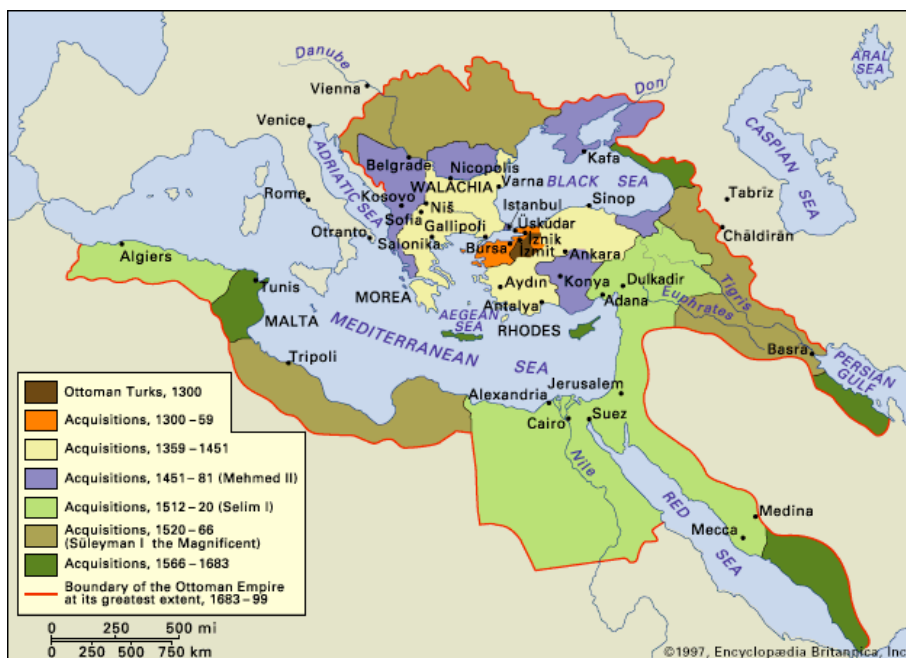 ARAL
SEA
Danube
Vienna
Don
CASPIAN
SEA
Venice
ADRIATIC SEA
Belgrade
Nicopolis
Kafa
WALACHIA
Varna
BLACK SEA
Tabrīz
Rome
Kosovo
Niš
Istanbul
Sinop
Sofia
Üsküdar
Chāldirān
Otranto
Gallipoli
İznik
Salonika
Bursa
İzmit
Ankara
Algiers
Tunis
Aydın
Konya
Dulkadir
Tigris
MOREA
Antalya
Adana
Euphrates
MALTA
AEGEAN
SEA
RHODES
Basra
MEDITERRANEAN SEA
PERSIAN
GULF
Tripoli
Jerusalem
Alexandria
Cairo
Suez
Nile
RED
SEA
Medina
Mecca
Ottoman Turks, 1300
Acquisitions, 1300–59
Acquisitions, 1359–1451
Acquisitions, 1451–81 (Mehmed II)
Acquisitions, 1512–20 (Selim I)
Acquisitions, 1520–66
(Süleyman I the Magnificent)
Acquisitions, 1566–1683
Boundary of the Ottoman Empire
at its greatest extent, 1683–99
0 250 500 mi
0 250 500 750 km
©1997, Encyclopædia Britannica, Inc